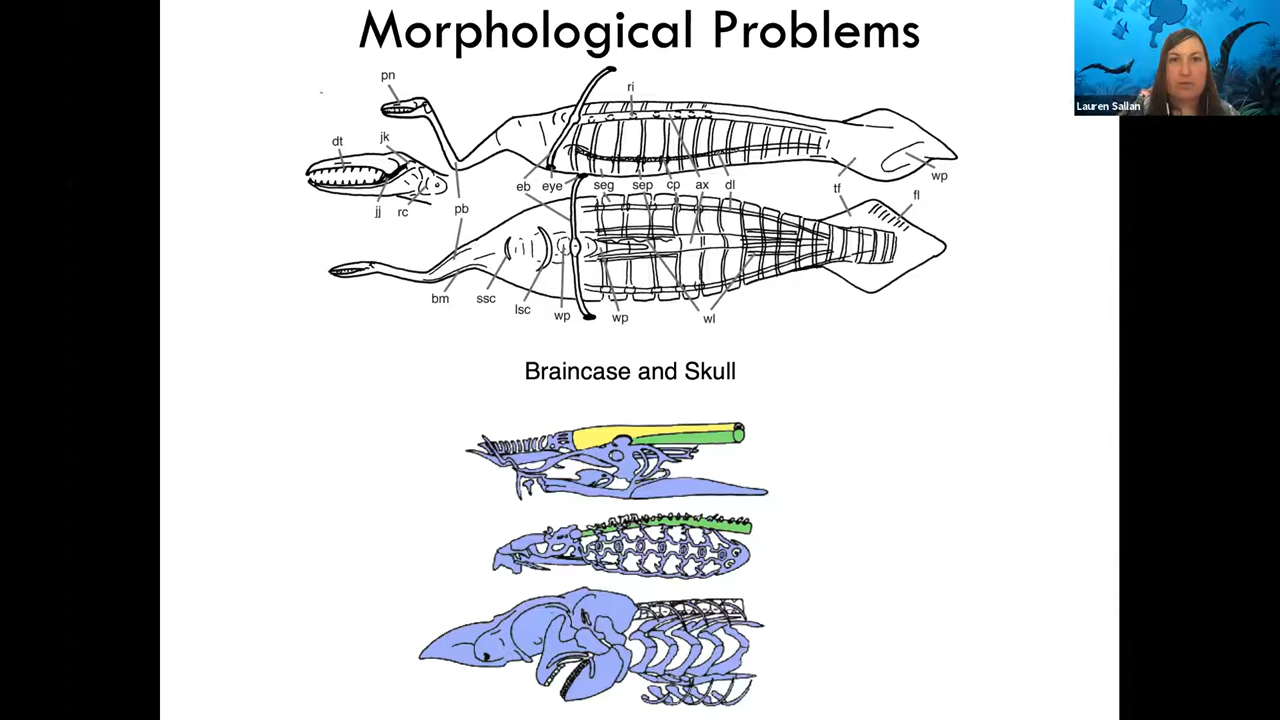 Morphological Problems
Lauren Sallan
pn
ri
dt
jk
jj
rc
pb
eb
eye
seg
sep
cp
ax
dl
tf
wp
fl
bm
ssc
lsc
wp
wp
wl
Braincase and Skull